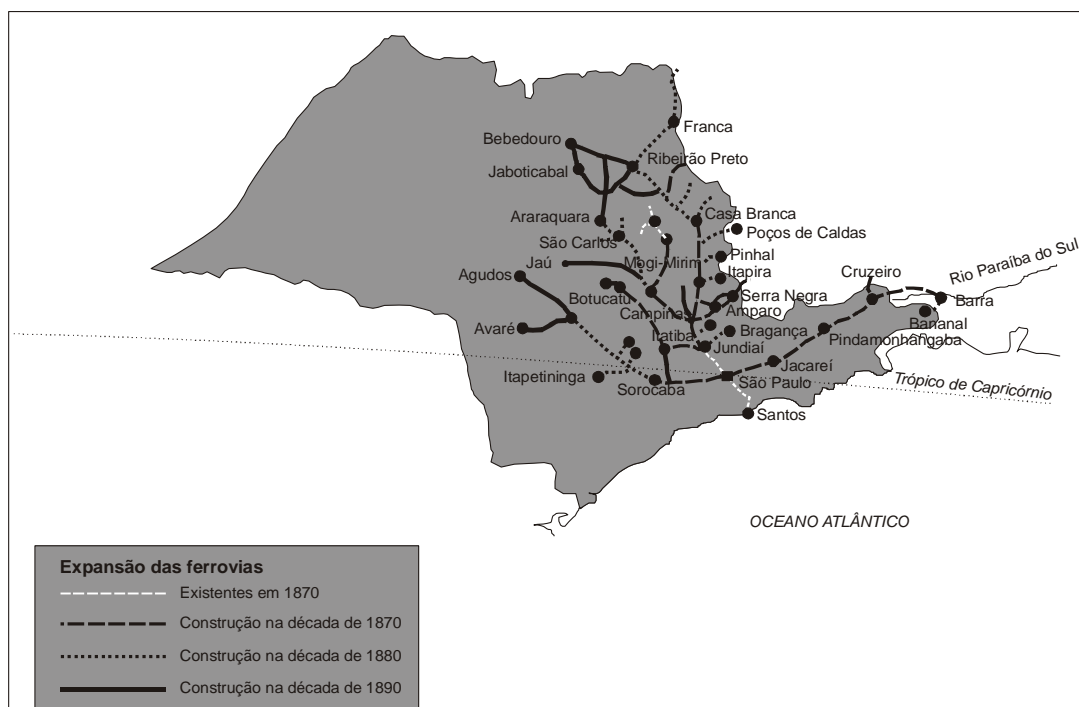 Franca
Bebedouro
Ribeirão Preto
Jaboticabal
Araraquara
Casa Branca
São Carlos
Poços de Caldas
Jaú
Mogi-Mirim
Pinhal
Agudos
Itapira
Cruzeiro
Rio Paraíba do Sul
Botucatu
Serra Negra
Barra
Campinas
Amparo
Avaré
Itatiba
Bragança
Bananal
Jundiaí
Pindamonhangaba
Itapetininga
Jacareí
Sorocaba
São Paulo
Trópico de Capricórnio
Santos
OCEANO ATLÂNTICO
Expansão das ferrovias
Existentes em 1870
Construção na década de 1870
Construção na década de 1880
Construção na década de 1890